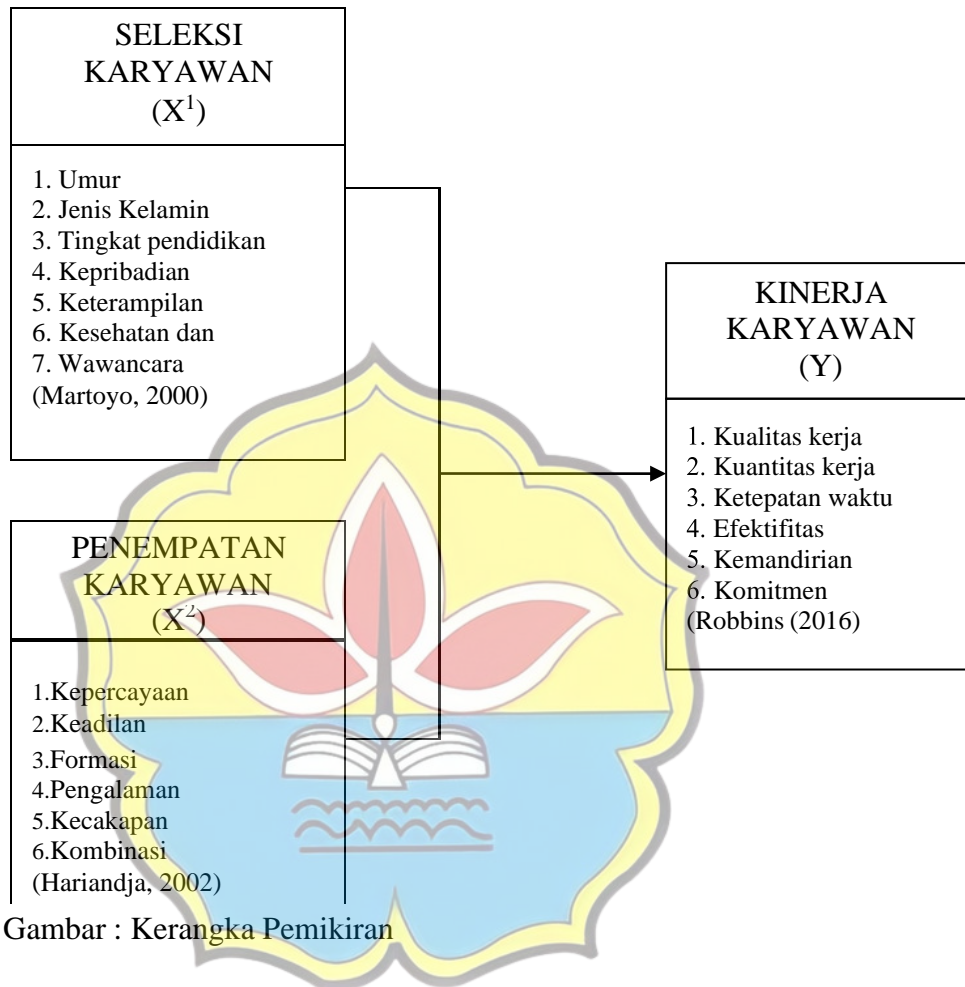 SELEKSI
KARYAWAN
(X¹)
1. Umur
2. Jenis Kelamin
3. Tingkat pendidikan
4. Kepribadian
5. Keterampilan
6. Kesehatan dan
7. Wawancara
(Martoyo, 2000)
PENEMPATAN
KARYAWAN
(X²)
1.Kepercayaan
2.Keadilan
3.Formasi
4.Pengalaman
5.Kecakapan
6.Kombinasi
(Hariandja, 2002)
KINERJA
KARYAWAN
(Y)
1. Kualitas kerja
2. Kuantitas kerja
3. Ketepatan waktu
4. Efektifitas
5. Kemandirian
6. Komitmen
(Robbins (2016)
Gambar : Kerangka Pemikiran